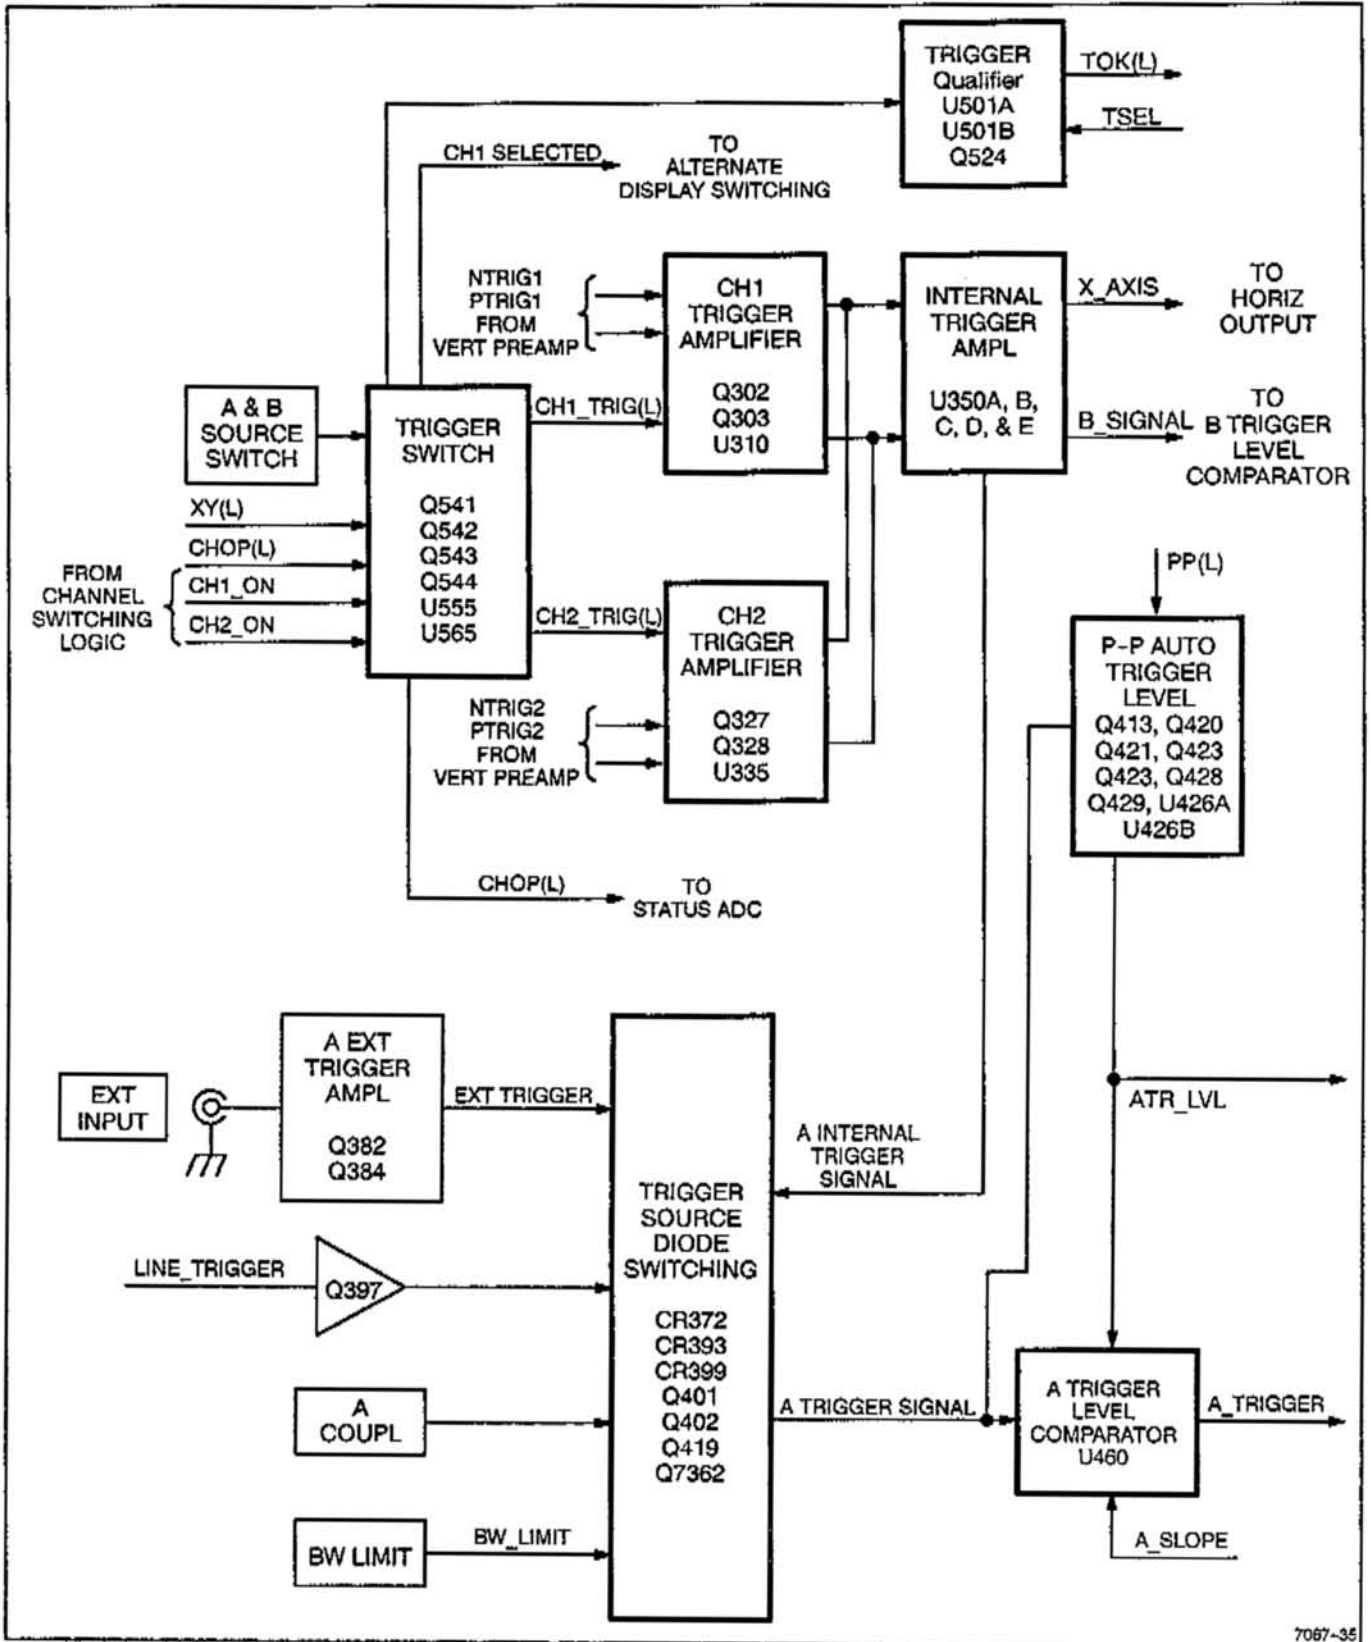 TRIGGER
Qualifier
U501A
U501B
Q524
TOK(L)
TSEL
CH1 SELECTED
TO
ALTERNATE
DISPLAY SWITCHING
NTRIG1
PTRIG1
FROM
VERT PREAMP
CH1
TRIGGER
AMPLIFIER
Q302
Q303
U310
INTERNAL
TRIGGER
AMPL
U350A, B,
C, D, & E
X_AXIS
TO
HORIZ
OUTPUT
B_SIGNAL
TO
B TRIGGER
LEVEL
COMPARATOR
A & B
SOURCE
SWITCH
TRIGGER
SWITCH
Q541
Q542
Q543
Q544
U555
U565
CH1_TRIG(L)
XY(L)
CHOP(L)
CH1_ON
CH2_ON
FROM
CHANNEL
SWITCHING
LOGIC
CH2_TRIG(L)
CH2
TRIGGER
AMPLIFIER
Q327
Q328
U335
NTRIG2
PTRIG2
FROM
VERT PREAMP
PP(L)
P-P AUTO
TRIGGER
LEVEL
Q413, Q420
Q421, Q423
Q423, Q428
Q429, U426A
U426B
CHOP(L)
TO
STATUS ADC
EXT
INPUT
A EXT
TRIGGER
AMPL
Q382
Q384
EXT TRIGGER
ATR_LVL
A INTERNAL
TRIGGER
SIGNAL
TRIGGER
SOURCE
DIODE
SWITCHING
CR372
CR393
CR399
Q401
Q402
Q419
Q7362
LINE_TRIGGER
Q397
A
COUPL
A TRIGGER SIGNAL
A TRIGGER
LEVEL
COMPARATOR
U460
A_TRIGGER
BW LIMIT
BW_LIMIT
A_SLOPE
7067-35